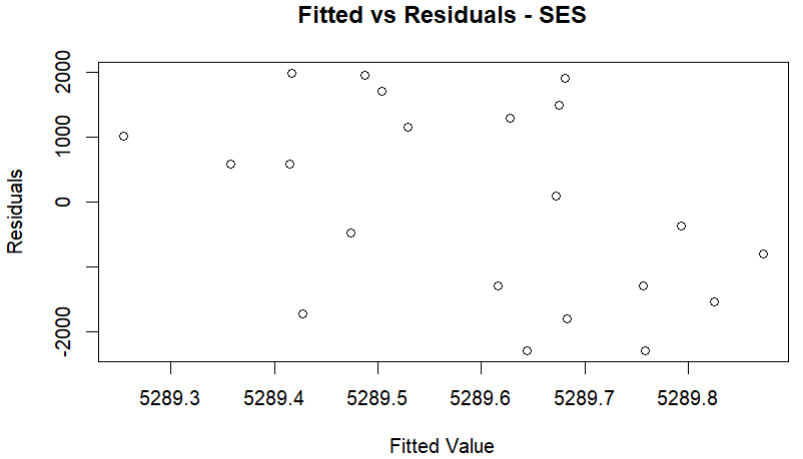 Fitted vs Residuals - SES
2000
1000
0
-2000
Residuals
5289.3 5289.4 5289.5 5289.6 5289.7 5289.8
Fitted Value